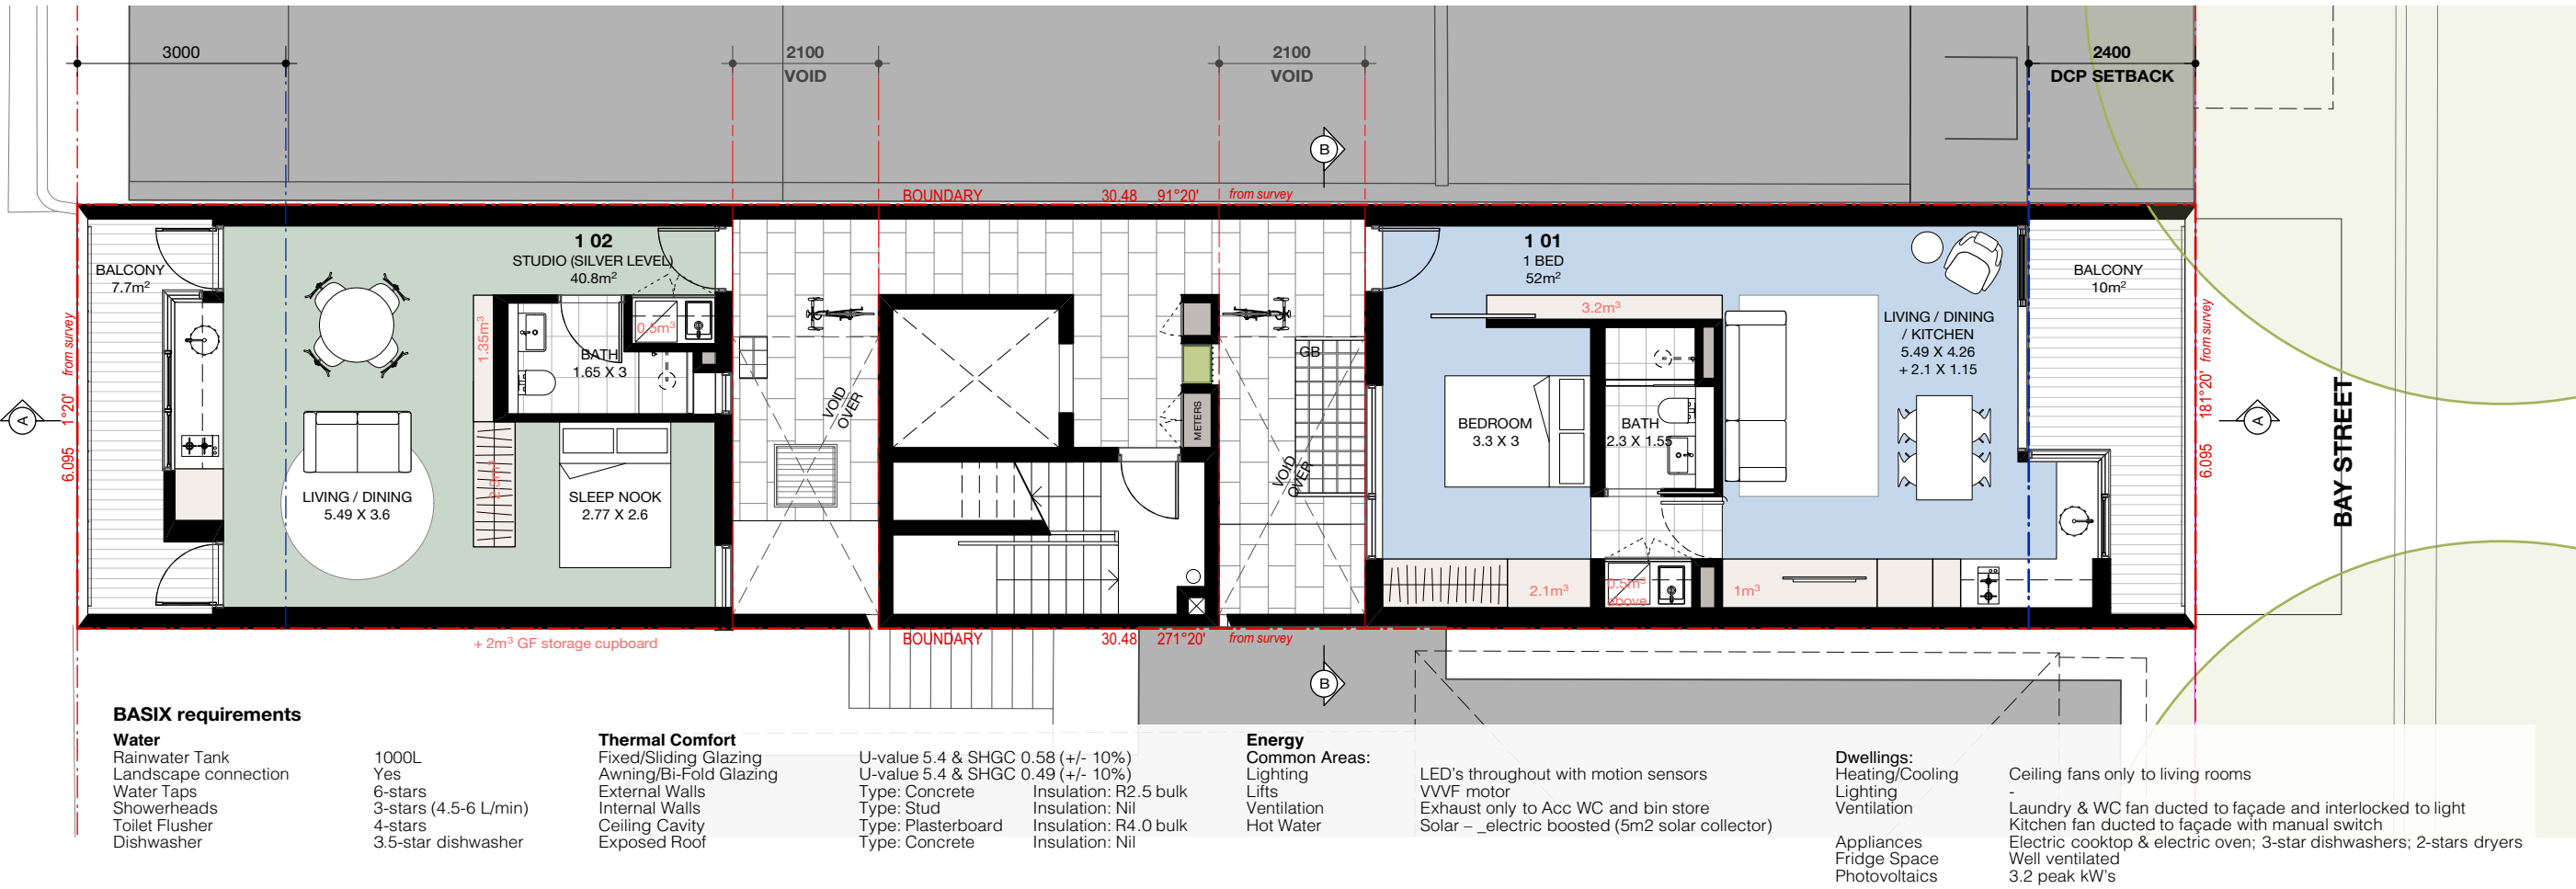 3000
2100
VOID
2100
VOID
2400
DCP SETBACK
B
BOUNDARY 30.48 91°20' from survey
1 02
STUDIO (SILVER LEVEL)
40.8m²
1 01
1 BED
52m²
BALCONY
7.7m²
BALCONY
10m²
3.2m³
0.5m³
1.35m³
BATH
1.65 X 3
LIVING / DINING
/ KITCHEN
5.49 X 4.26
+ 2.1 X 1.15
GB
VOID
OVER
METERS
BEDROOM
3.3 X 3
BATH
2.3 X 1.55
A
6.095 1°20' from survey
6.095 181°20' from survey
A
BAY STREET
VOID
OVER
LIVING / DINING
5.49 X 3.6
SLEEP NOOK
2.77 X 2.6
2.1m³
0.5m³
above
1m³
+ 2m³ GF storage cupboard
BOUNDARY 30.48 271°20' from survey
B
BASIX requirements
Water
Rainwater Tank 1000L
Landscape connection Yes
Water Taps 6-stars
Showerheads 3-stars (4.5-6 L/min)
Toilet Flusher 4-stars
Dishwasher 3.5-star dishwasher
Thermal Comfort
Fixed/Sliding Glazing U-value 5.4 & SHGC 0.58 (+/- 10%)
Awning/Bi-Fold Glazing U-value 5.4 & SHGC 0.49 (+/- 10%)
External Walls Type: Concrete Insulation: R2.5 bulk
Internal Walls Type: Stud Insulation: Nil
Ceiling Cavity Type: Plasterboard Insulation: R4.0 bulk
Exposed Roof Type: Concrete Insulation: Nil
Energy
Common Areas:
Lighting LED's throughout with motion sensors
Lifts VVVF motor
Ventilation Exhaust only to Acc WC and bin store
Hot Water Solar – _electric boosted (5m2 solar collector)
Dwellings:
Heating/Cooling Ceiling fans only to living rooms
Lighting -
Ventilation Laundry & WC fan ducted to façade and interlocked to light
Kitchen fan ducted to façade with manual switch
Appliances Electric cooktop & electric oven; 3-star dishwashers; 2-stars dryers
Fridge Space Well ventilated
Photovoltaics 3.2 peak kW's